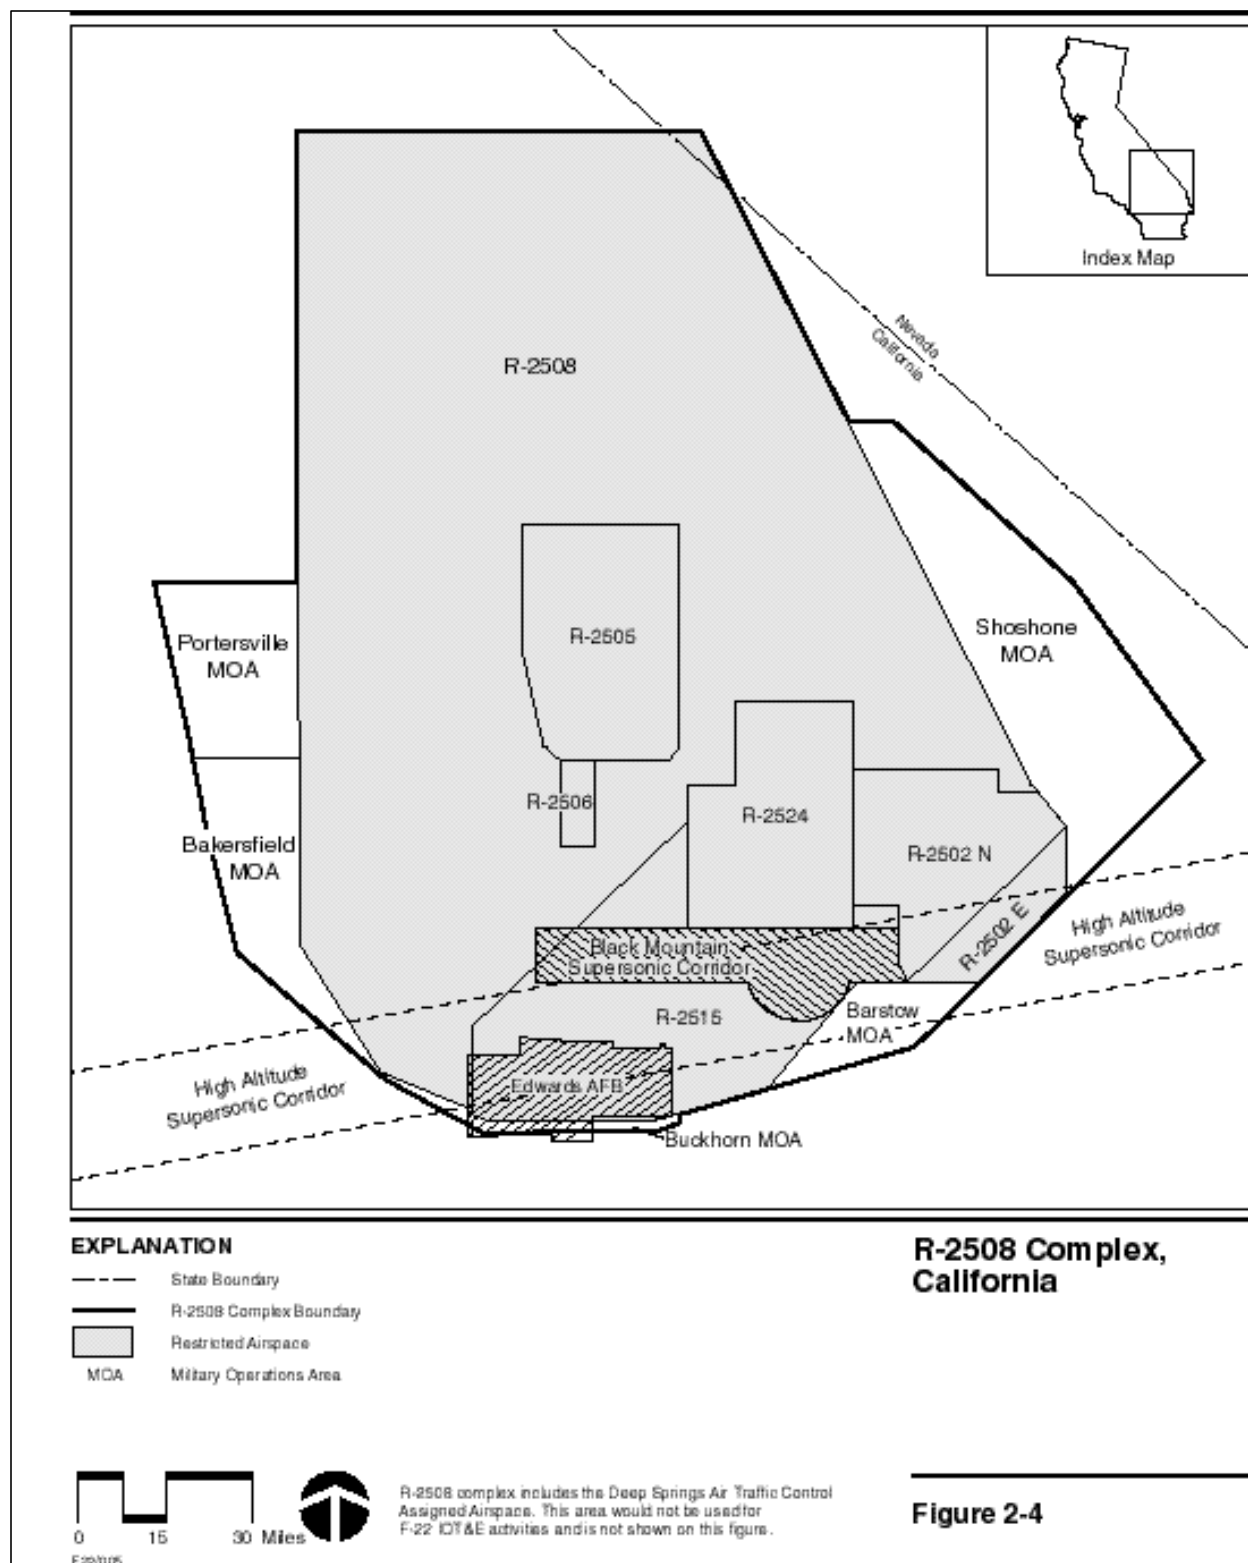 Index Map
Nevada
California
R-2508
R-2505
Portersville
MOA
Shoshone
MOA
R-2506
R-2524
Bakersfield
MOA
R-2502 N
R-2502 E
High Altitude
Supersonic Corridor
Black Mountain
Supersonic Corridor
R-2515
Barstow
MOA
High Altitude
Supersonic Corridor
Edwards AFB
Buckhorn MOA
EXPLANATION
State Boundary
R-2508 Complex Boundary
Restricted Airspace
MOA Military Operations Area
R-2508 Complex,
California
0 15 30 Miles
R-2508 complex includes the Deep Springs Air Traffic Control
Assigned Airspace. This area would not be used for
F-22 IOT&E activities and is not shown on this figure.
Figure 2-4